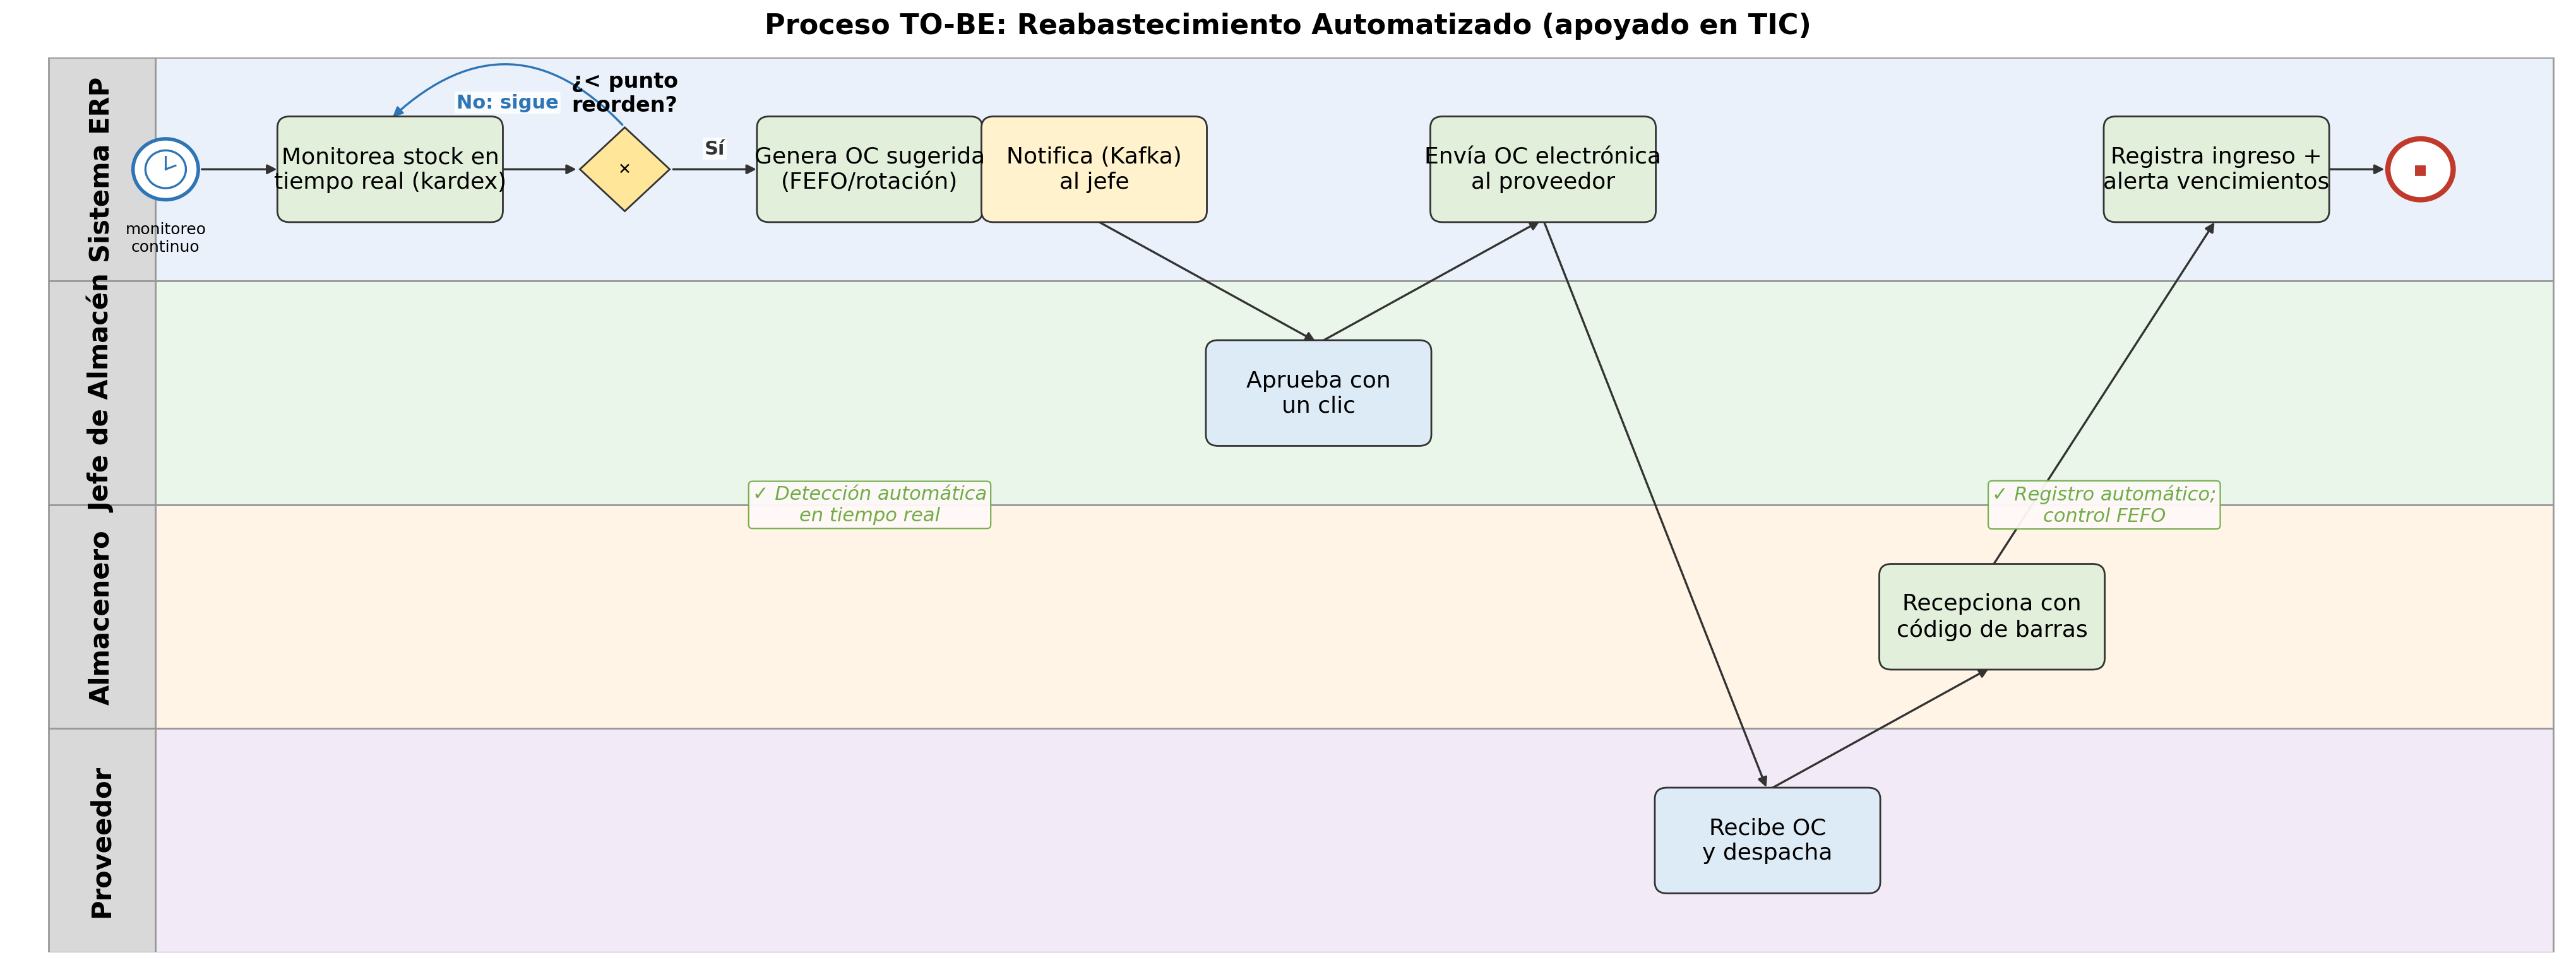 Proceso TO-BE: Reabastecimiento Automatizado (apoyado en TIC)
Sistema ERP
monitoreo
continuo
Monitorea stock en
tiempo real (kardex)
No: sigue
¿< punto
reorden?
×
Sí
Genera OC sugerida
(FEFO/rotación)
Notifica (Kafka)
al jefe
Envía OC electrónica
al proveedor
Registra ingreso +
alerta vencimientos
Jefe de Almacén
Aprueba con
un clic
✓ Detección automática
en tiempo real
✓ Registro automático;
control FEFO
Almacenero
Recepciona con
código de barras
Proveedor
Recibe OC
y despacha